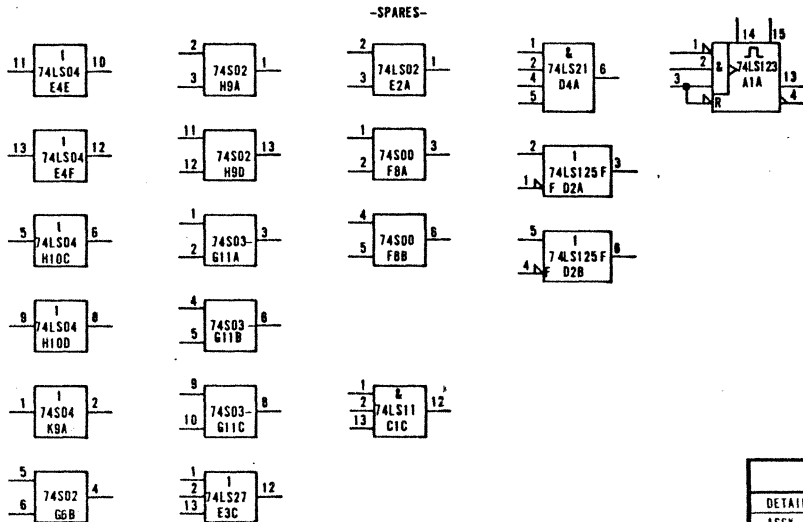 -SPARES-
11 1 74LS04 E4E 10
2 3 74S02 H9A 1
2 3 74LS02 E2A 1
1 2 4 5 & 74LS21 D4A 6
14 15 1 2 3 & 74LS123 A1A R 13 4
13 1 74LS04 E4F 12
11 12 74S02 H9D 13
1 2 74S00 F8A 3
2 1 1 74LS125 F F D2A 3
5 1 74LS04 H10C 6
1 2 74S03 G11A 3
4 5 74S00 F8B 6
5 4 1 74LS125 F F D2B 6
9 1 74LS04 H10D 8
4 5 74S03 G11B 6
1 1 74S04 K9A 2
9 10 74S03 G11C 8
1 2 13 & 74LS11 C1C 12
5 6 74S02 G6B 4
1 2 13 1 74LS27 E3C 12
DETAIL